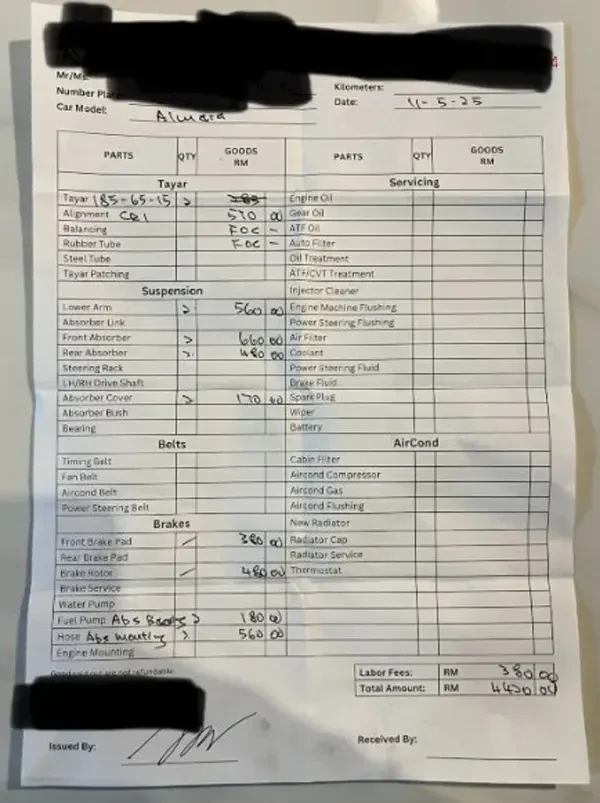 Mr/Ms:
Number Pla
Kilometers:
Car Model: Almera
Date: 11-5-25
PARTS QTY GOODS RM PARTS QTY GOODS RM
Tayar Servicing
Tayar 185-65-15 2 Engine Oil
Alignment 570 00 Gear Oil
Balancing FOC - ATF Oil
Rubber Tube FOC - Auto Filter
Steel Tube Oil Treatment
Tayar Patching ATF/CVT Treatment
Suspension Injector Cleaner
Lower Arm 2 560 00 Engine Machine Flushing
Absorber Link Power Steering Flushing
Front Absorber 2 660 00 Air Filter
Rear Absorber 2 480 00 Coolant
Steering Rack Power Steering Fluid
LH/RH Drive Shaft Brake Fluid
Absorber Cover 2 170 00 Spark Plug
Absorber Bush Wiper
Bearing Battery
Belts AirCond
Timing Belt Cabin Filter
Fan Belt Aircond Compressor
Aircond Belt Aircond Gas
Power Steering Belt Aircond Flushing
Brakes New Radiator
Front Brake Pad / 380 00 Radiator Cap
Rear Brake Pad Radiator Service
Brake Rotor / 480 00 Thermostat
Brake Service
Water Pump
Fuel Pump Abs 2 180 00
Hose Abs Mounting 2 560 00
Engine Mounting
are not refundable
Labor Fees: RM 380 00
Total Amount: RM 4420 00
Issued By:
Received By: